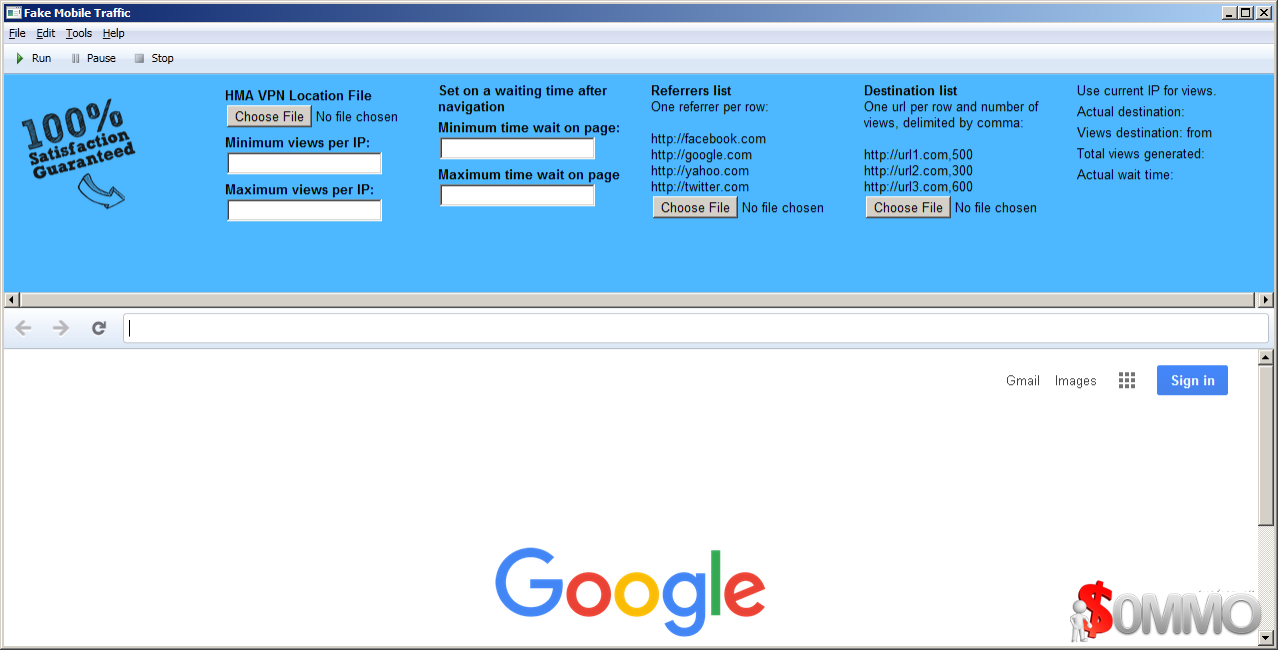 Fake Mobile Traffic
File Edit Tools Help
Run Pause Stop
100%
Satisfaction
Guaranteed
HMA VPN Location File
Choose File No file chosen
Minimum views per IP:
Maximum views per IP:
Set on a waiting time after
navigation
Minimum time wait on page:
Maximum time wait on page
Referrers list
One referrer per row:
http://facebook.com
http://google.com
http://yahoo.com
http://twitter.com
Choose File No file chosen
Destination list
One url per row and number of
views, delimited by comma:
http://url1.com,500
http://url2.com,300
http://url3.com,600
Choose File No file chosen
Use current IP for views.
Actual destination:
Views destination: from
Total views generated:
Actual wait time:
Gmail Images Sign in
Google
$0MMO